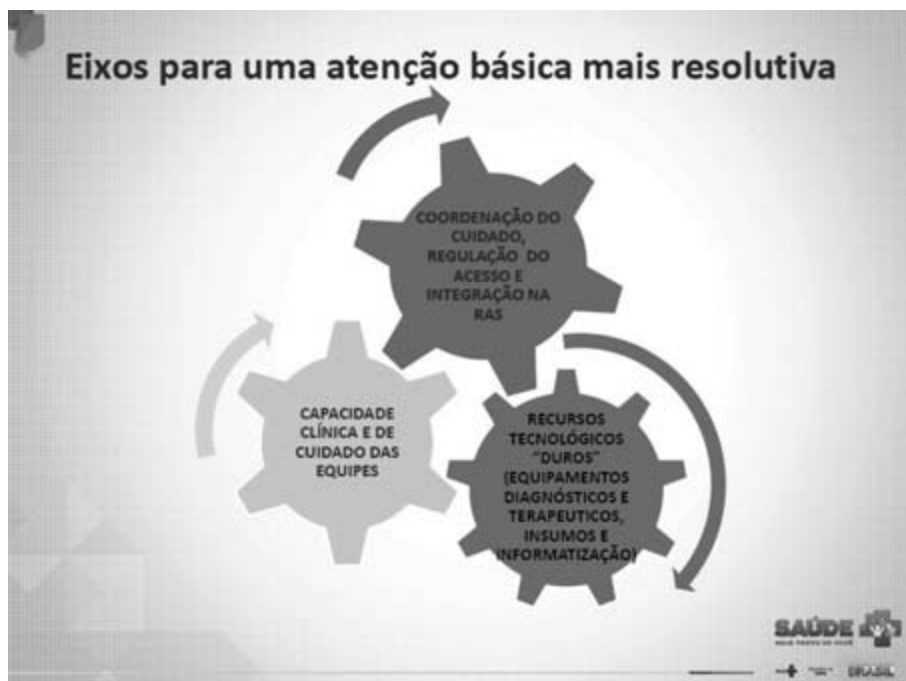 Eixos para uma atenção básica mais resolutiva
COORDENAÇÃO DO
CUIDADO,
REGULAÇÃO DO
ACESSO E
INTEGRAÇÃO NA
RAS
CAPACIDADE
CLÍNICA E DE
CUIDADO DAS
EQUIPES
RECURSOS
TECNOLÓGICOS
“DUROS”
(EQUIPAMENTOS
DIAGNÓSTICOS E
TERAPEUTICOS,
INSUMOS E
INFORMATIZAÇÃO)
SAÚDE
BRASIL